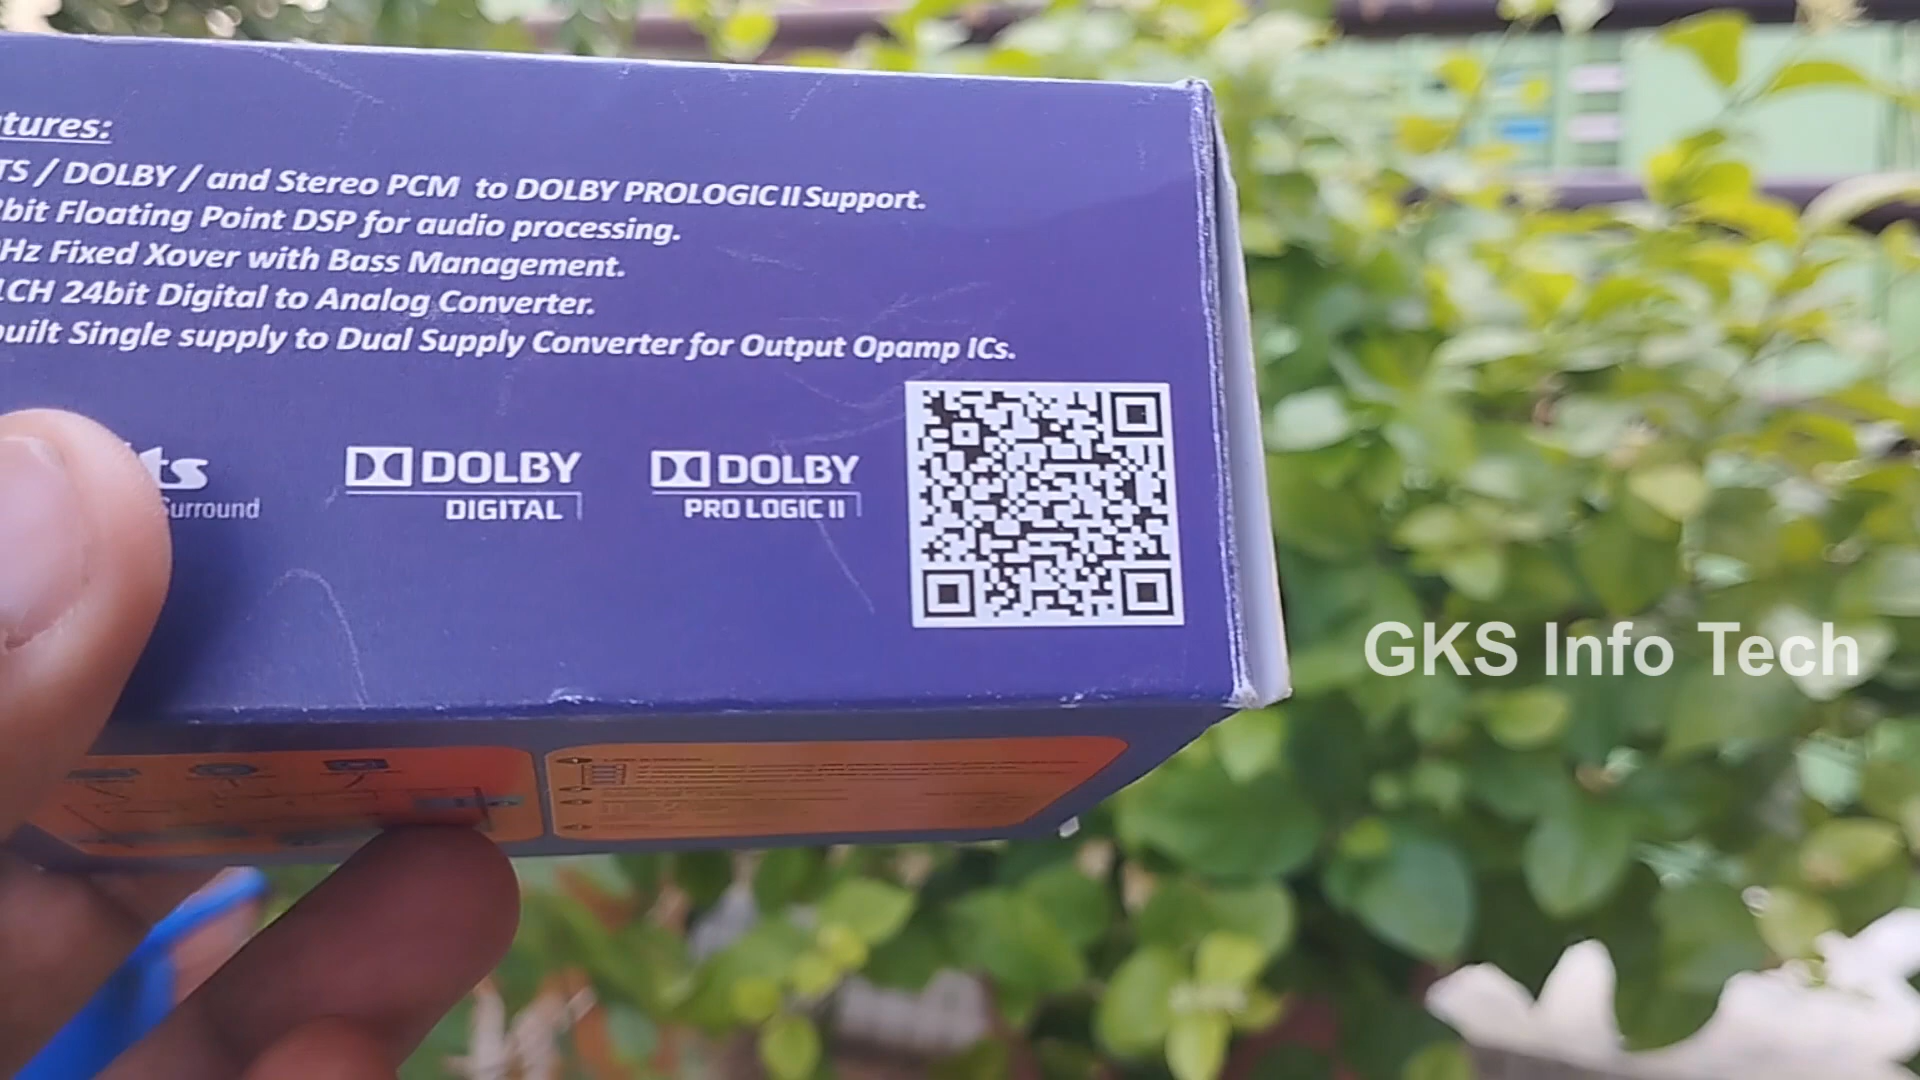 tures:
TS / DOLBY / and Stereo PCM to DOLBY PROLOGIC II Support.
bit Floating Point DSP for audio processing.
Hz Fixed Xover with Bass Management.
1CH 24bit Digital to Analog Converter.
built Single supply to Dual Supply Converter for Output Opamp ICs.
ts
Surround
DOLBY
DIGITAL
DOLBY
PRO LOGIC II
GKS Info Tech